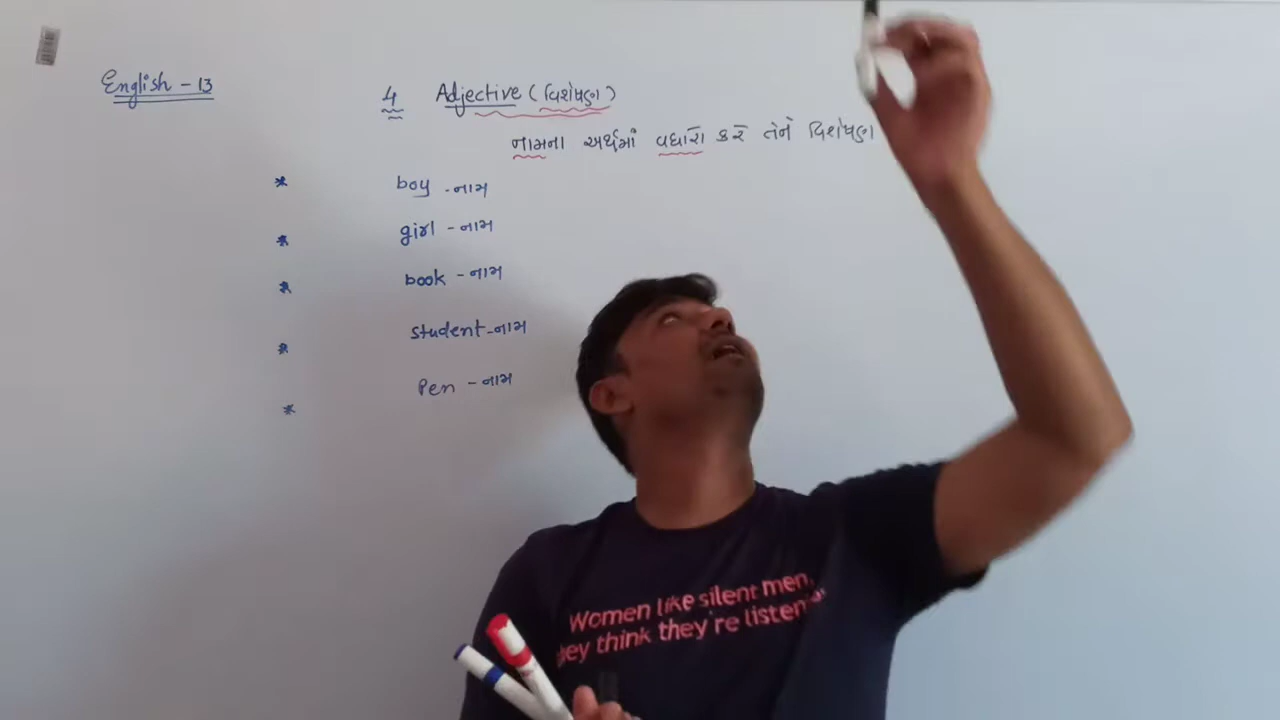 English - 13
4 Adjective (વિશેષણ)
નામના અર્થમાં વધારો કરે તેને વિશેષણ
* boy - નામ
* girl - નામ
* book - નામ
* student - નામ
* Pen - નામ
Women like silent men,
they think they're listening